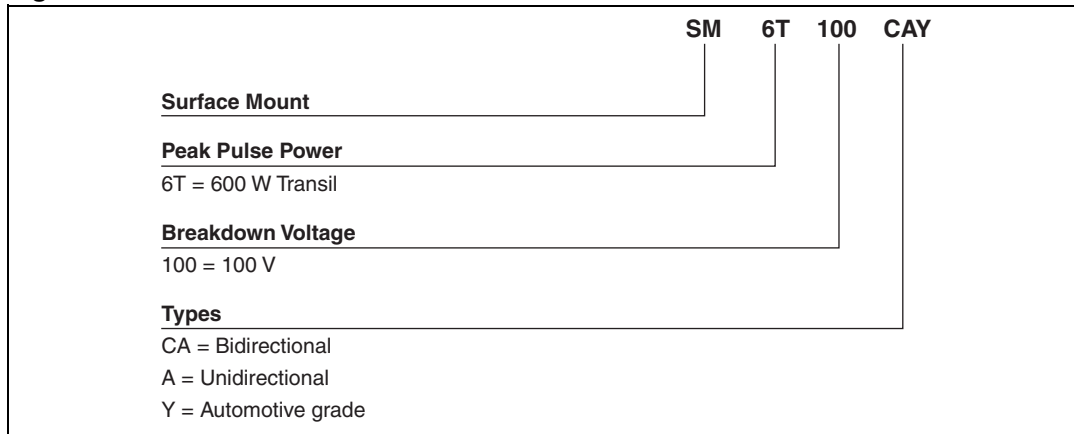 SM 6T 100 CAY
Surface Mount
Peak Pulse Power
6T = 600 W Transil
Breakdown Voltage
100 = 100 V
Types
CA = Bidirectional
A = Unidirectional
Y = Automotive grade